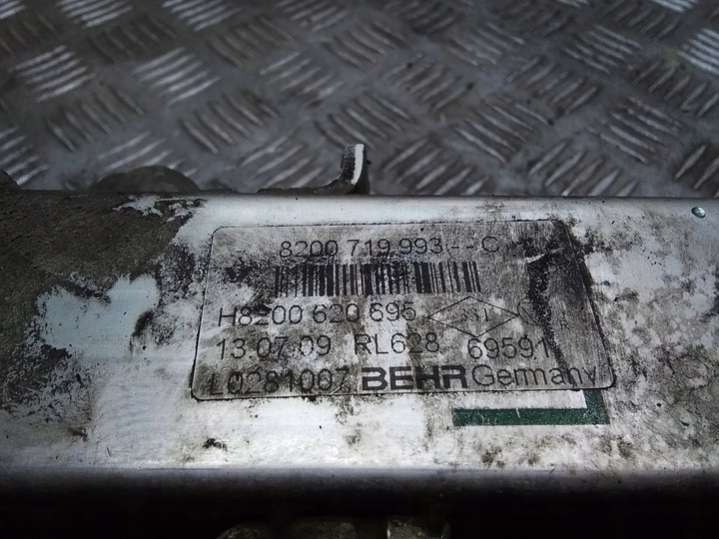 8200 719 993 -- C
H8200 620 695
13.07.09 RL628 69591
L0281007 BEHR Germany